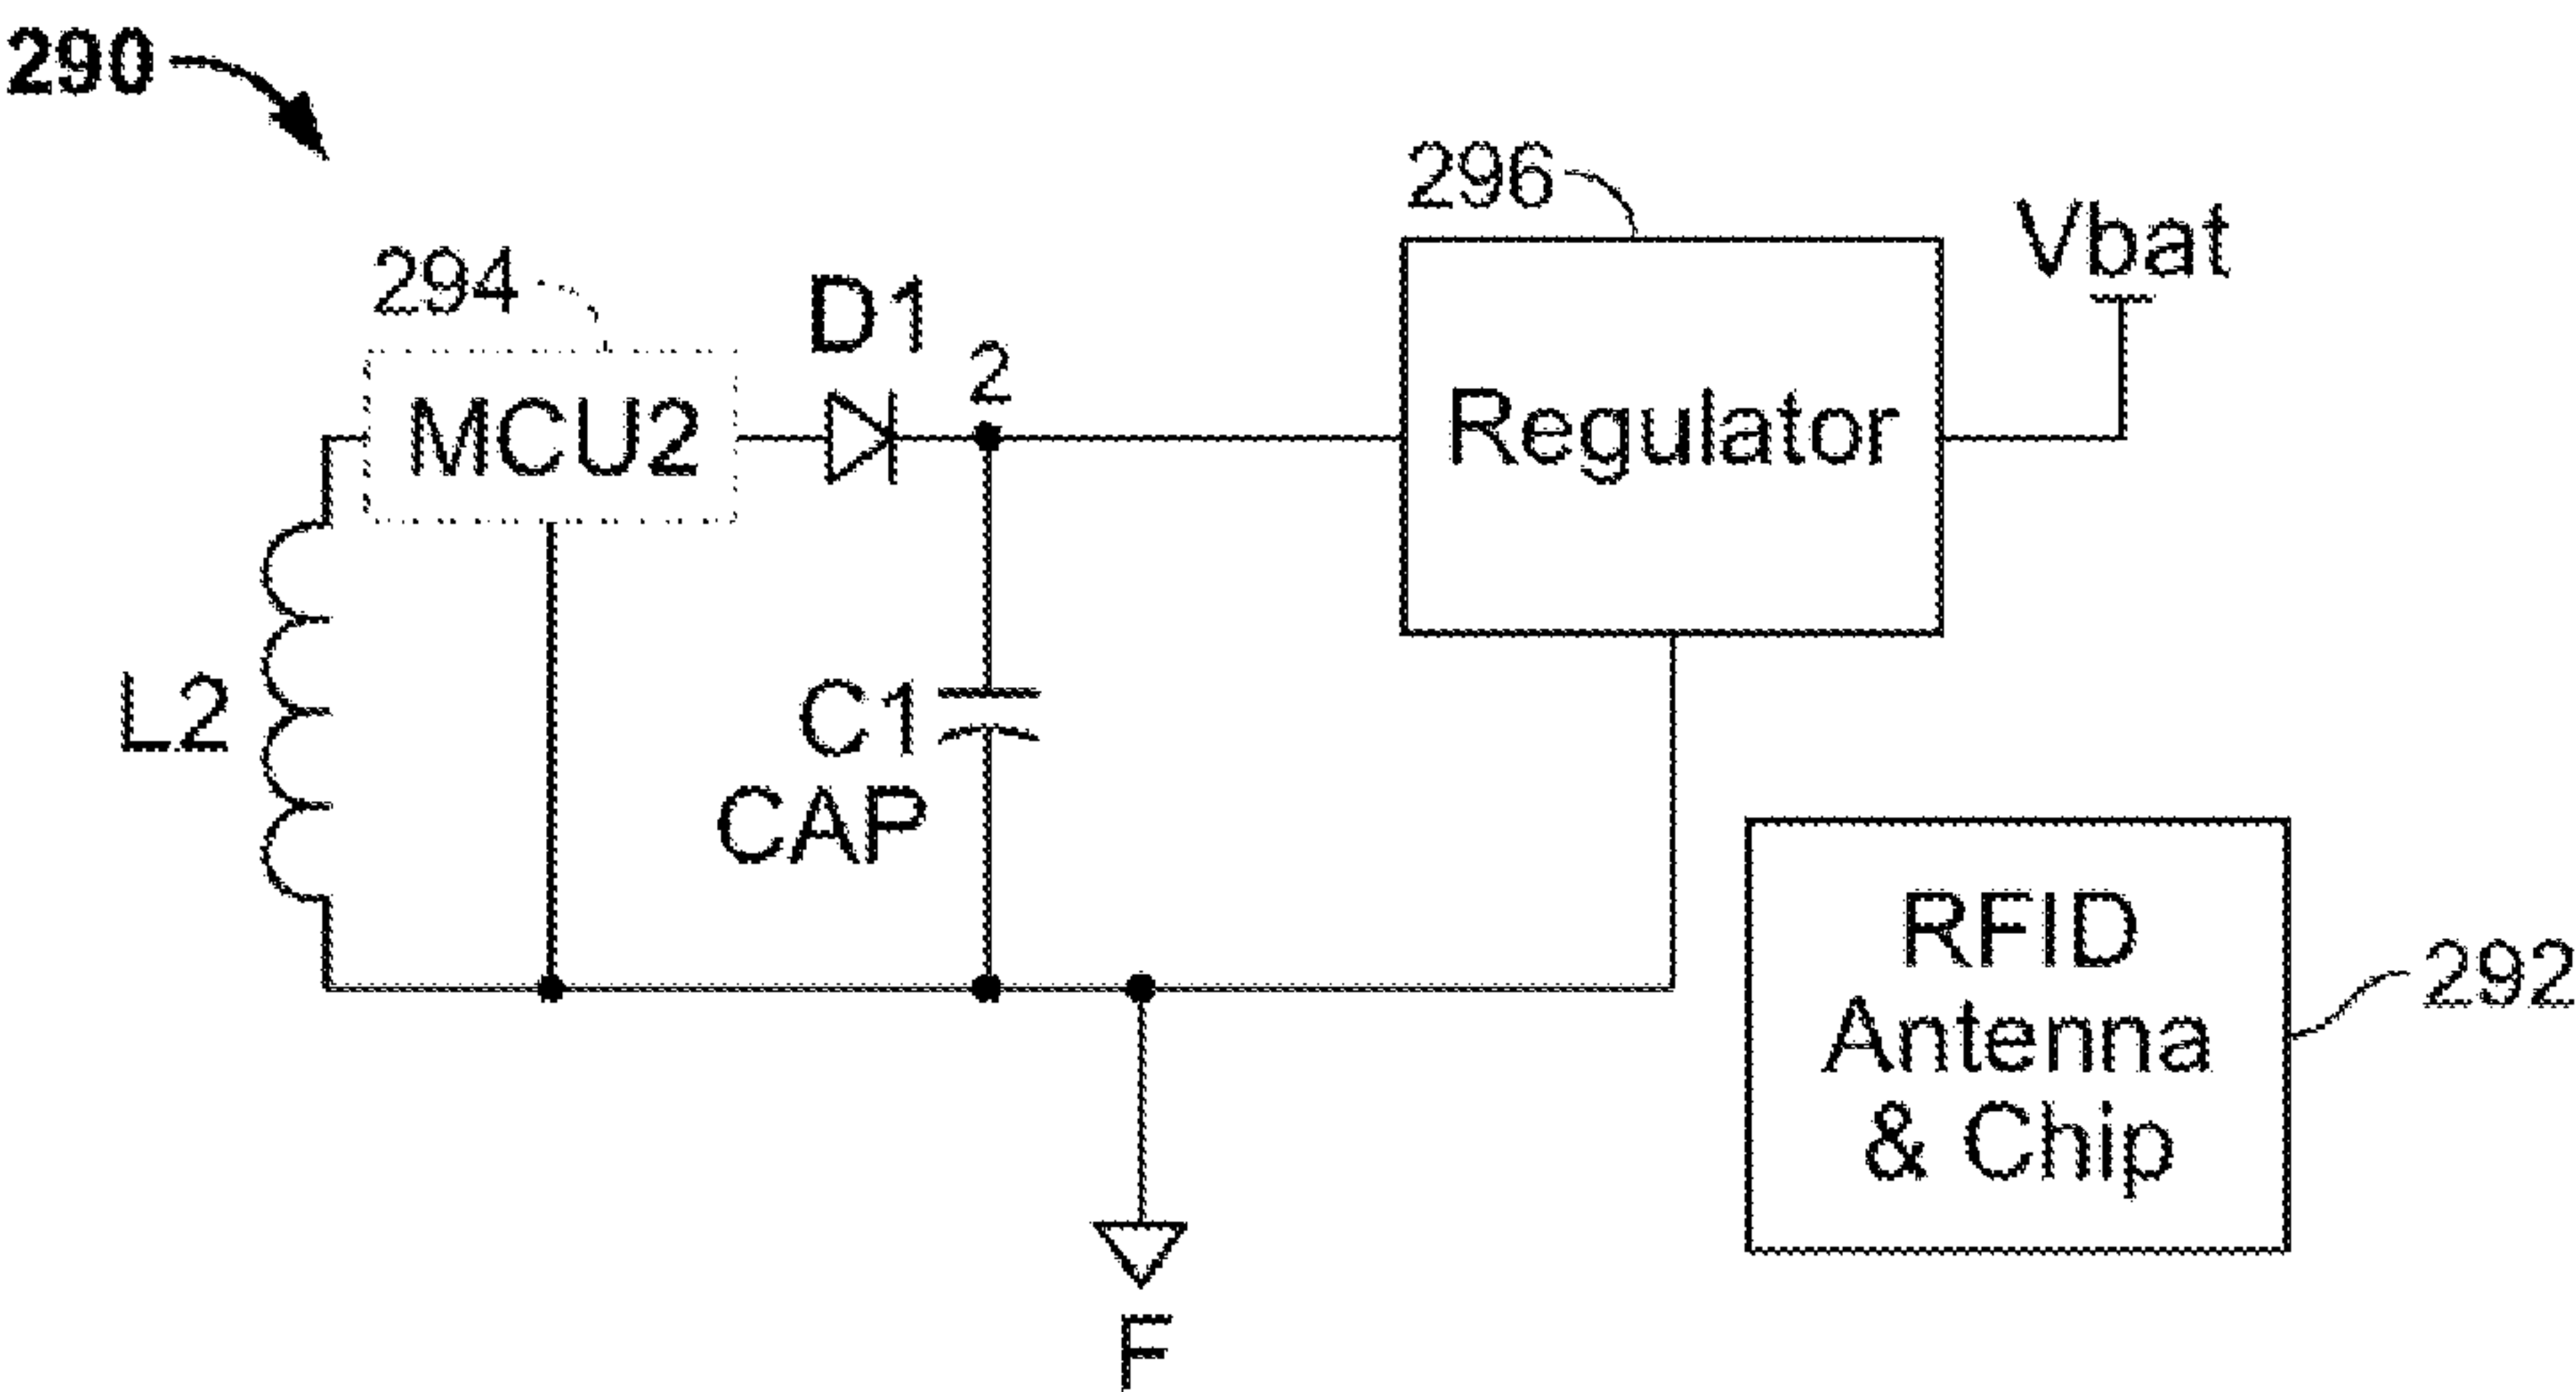 290
296
Vbat
294
D1
2
MCU2
Regulator
L2
C1
CAP
RFID
Antenna
& Chip
292
F